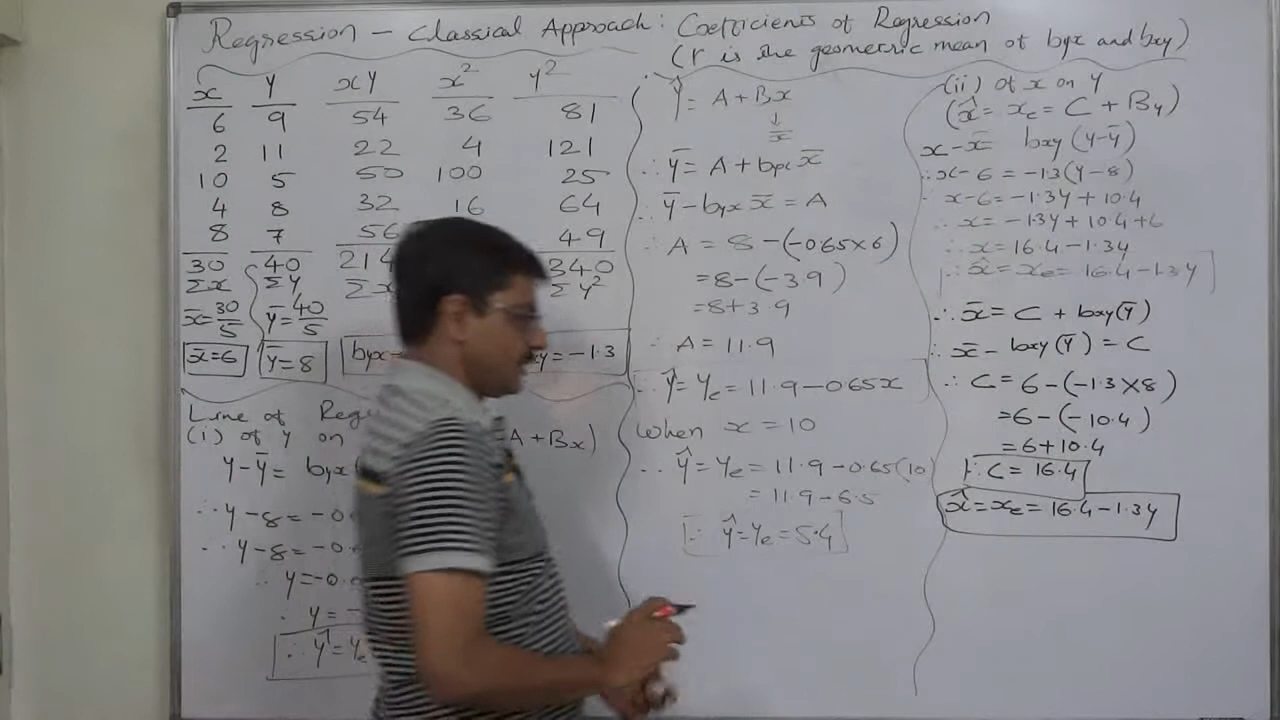 Regression – Classical Approach: Coefficients of Regression
(r is the geometric mean of byx and bxy)
x y xy x² y²
6 9 54 36 81
2 11 22 4 121
10 5 50 100 25
4 8 32 16 64
8 7 56 49
30 40 214 340
Σx Σy Σx Σy²
x̄=30/5 ȳ=40/5
x̄=6 ȳ=8 byx= xy=-1.3
Line of Reg
(i) of y on =A+Bx)
y-ȳ= byx(
∴ y-8=-0.
∴ y-8=-0.
∴ y=-0.
∴ y= -
∴ ŷ=ye
Ŷ= A+Bx
↓
x̄
∴ ȳ= A + byx x̄
∴ ȳ-byx x̄ = A
∴ A = 8-(-065×6)
=8-(-3.9)
=8+3.9
∴ A= 11.9
∴ ŷ= ye =11.9-065x
when x=10
∴ ŷ=ye=11.9-0.65(10)
= 11.9-6.5
∴ ŷ=ye=5.4
(ii) of x on y
(x̂= xe = C + By)
x-x̄= bxy(y-ȳ)
∴ x-6 = -1.3(y-8)
∴ x-6=-1.3y+10.4
∴ x= -1.3y+10.4+6
∴ x=16.4-1.3y
∴ x̂=xe= 16.4-1.3y
∴ x̄= C + bxy(ȳ)
∴ x̄- bxy(ȳ)=C
∴ C=6-(-1.3×8)
=6-(-10.4)
=6+10.4
∴ C= 16.4
x̂=xe= 16.4-1.3y